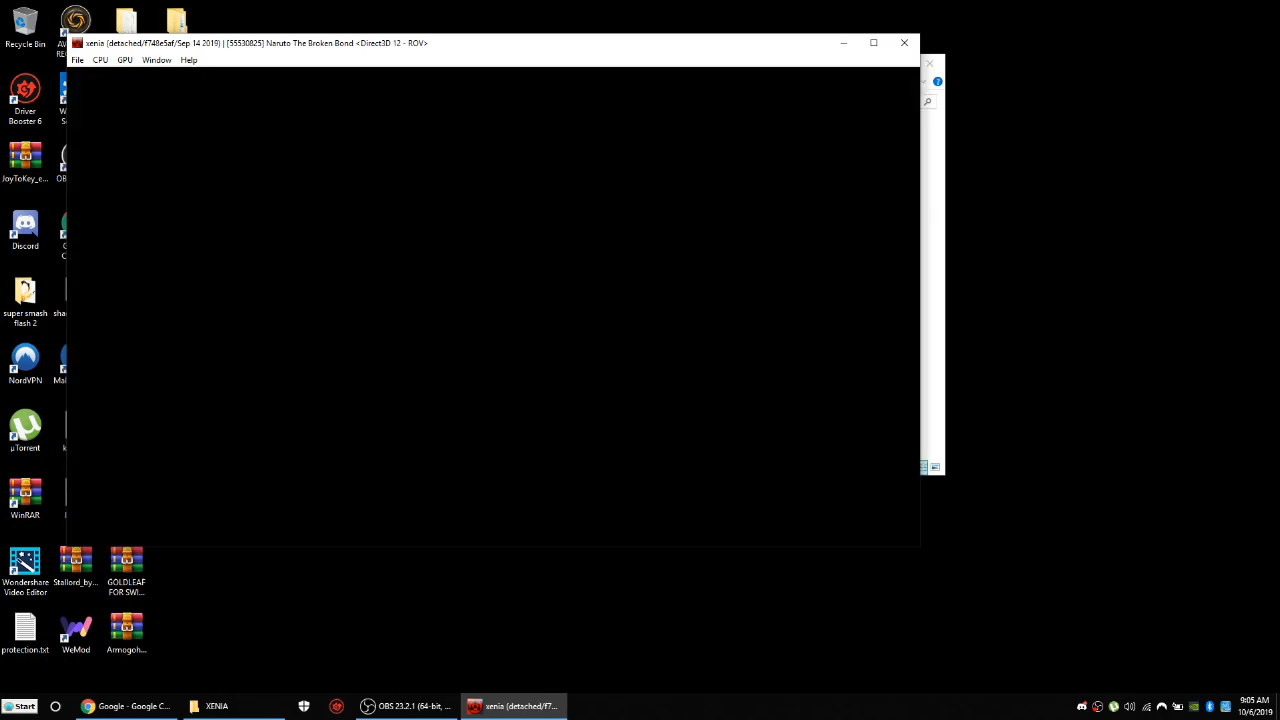 xenia (detached/f748e5af/Sep 14 2019) | [55530825] Naruto The Broken Bond <Direct3D 12 - ROV>
File CPU GPU Window Help
Recycle Bin
Driver Booster 6
JoyToKey_e...
Discord
super smash flash 2
NordVPN
µTorrent
WinRAR
Wondershare Video Editor
Stallord_by...
GOLDLEAF FOR SWI...
protection.txt
WeMod
Armogoh...
Start
Google - Google C...
XENIA
OBS 23.2.1 (64-bit, ...
xenia (detached/f7...
9:05 AM
10/6/2019